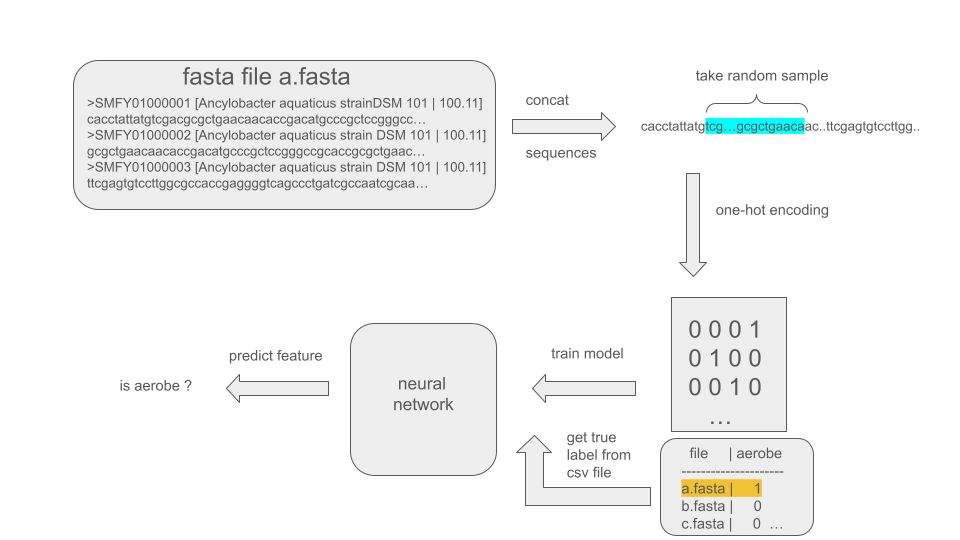 fasta file a.fasta
>SMFY01000001 [Ancylobacter aquaticus strainDSM 101 | 100.11]
cacctattatgtcgacgcgctgaacaacaccgacatgcccgctccgggcc…
>SMFY01000002 [Ancylobacter aquaticus strain DSM 101 | 100.11]
gcgctgaacaacaccgacatgcccgctccgggccgcaccgcgctgaac…
>SMFY01000003 [Ancylobacter aquaticus strain DSM 101 | 100.11]
ttcgagtgtccttggcgccaccgaggggtcagccctgatcgccaatcgcaa…
concat
sequences
take random sample
cacctattatgtcg…gcgctgaacaac..ttcgagtgtccttgg..
one-hot encoding
0 0 0 1
0 1 0 0
0 0 1 0
…
train model
neural
network
predict feature
is aerobe ?
get true
label from
csv file
file | aerobe
----------------------
a.fasta | 1
b.fasta 0
c.fasta | 0 …